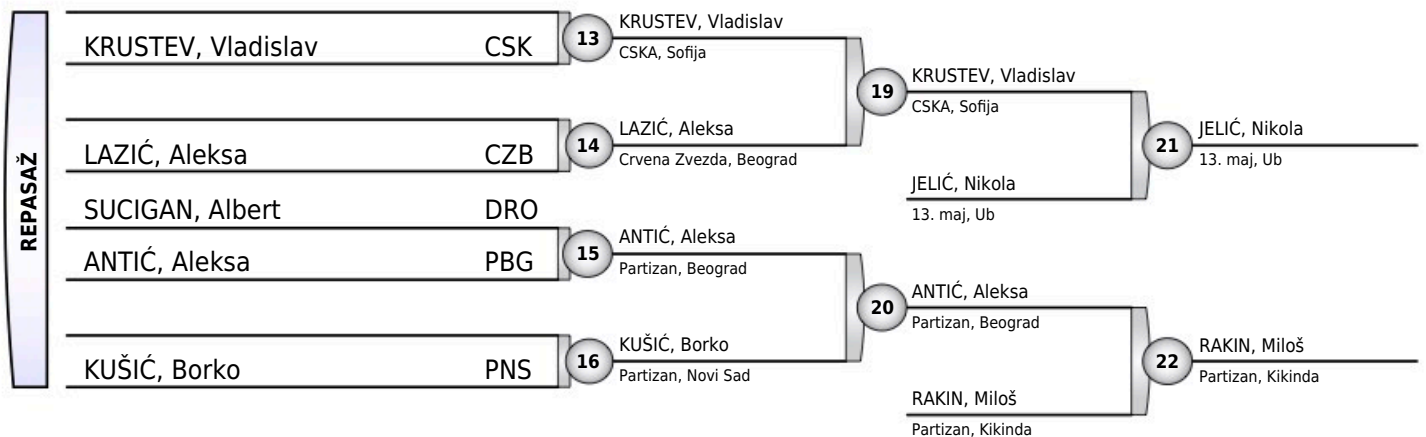 REPASAŽ
KRUSTEV, Vladislav CSK
LAZIĆ, Aleksa CZB
SUCIGAN, Albert DRO
ANTIĆ, Aleksa PBG
KUŠIĆ, Borko PNS
13
KRUSTEV, Vladislav
CSKA, Sofija
14
LAZIĆ, Aleksa
Crvena Zvezda, Beograd
15
ANTIĆ, Aleksa
Partizan, Beograd
16
KUŠIĆ, Borko
Partizan, Novi Sad
19
KRUSTEV, Vladislav
CSKA, Sofija
JELIĆ, Nikola
13. maj, Ub
20
ANTIĆ, Aleksa
Partizan, Beograd
RAKIN, Miloš
Partizan, Kikinda
21
JELIĆ, Nikola
13. maj, Ub
22
RAKIN, Miloš
Partizan, Kikinda